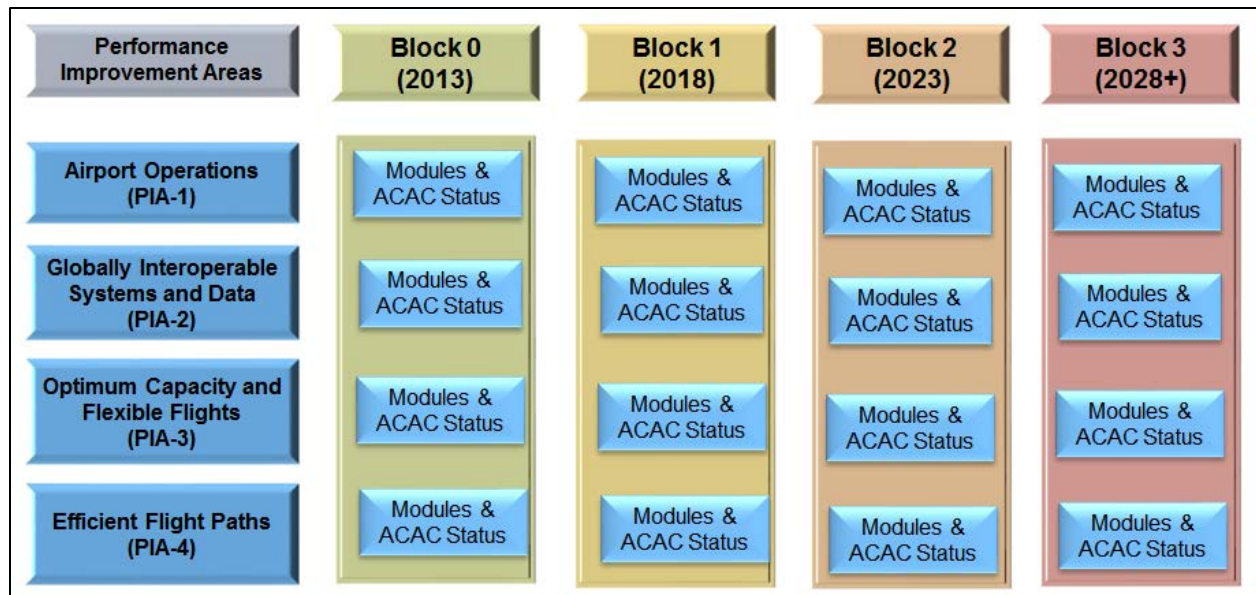 Performance
Improvement Areas
Block 0
(2013)
Block 1
(2018)
Block 2
(2023)
Block 3
(2028+)
Airport Operations
(PIA-1)
Modules &
ACAC Status
Modules &
ACAC Status
Modules &
ACAC Status
Modules &
ACAC Status
Globally Interoperable
Systems and Data
(PIA-2)
Modules &
ACAC Status
Modules &
ACAC Status
Modules &
ACAC Status
Modules &
ACAC Status
Optimum Capacity and
Flexible Flights
(PIA-3)
Modules &
ACAC Status
Modules &
ACAC Status
Modules &
ACAC Status
Modules &
ACAC Status
Efficient Flight Paths
(PIA-4)
Modules &
ACAC Status
Modules &
ACAC Status
Modules &
ACAC Status
Modules &
ACAC Status